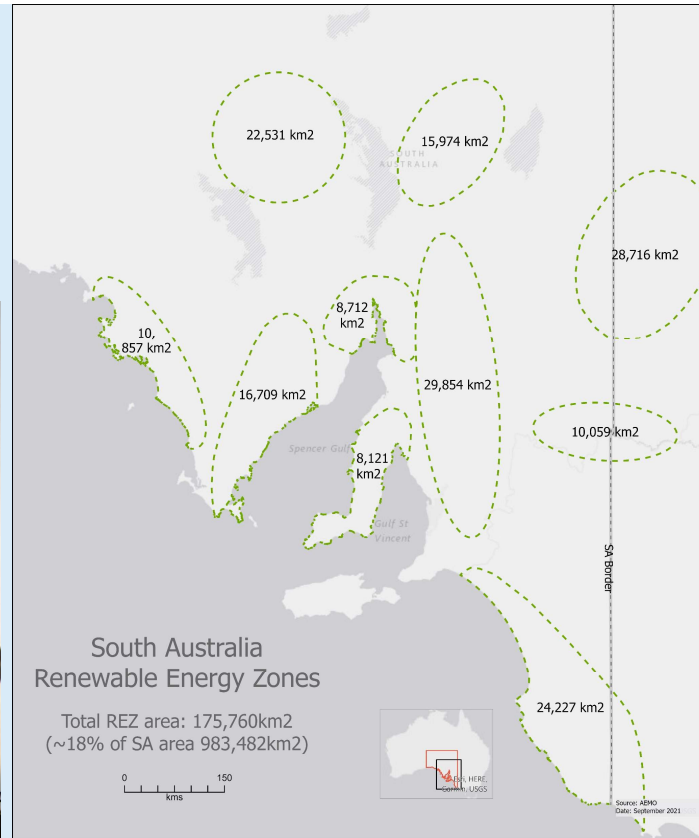 22,531 km2
15,974 km2
SOUTH
AUSTRALIA
28,716 km2
8,712
km2
10,
857 km2
16,709 km2
29,854 km2
10,059 km2
Spencer Gulf
8,121
km2
Gulf St
Vincent
SA Border
South Australia
Renewable Energy Zones
Total REZ area: 175,760km2
(~18% of SA area 983,482km2)
24,227 km2
0 150
kms
Esri, HERE,
Garmin, USGS
Source: AEMO
Date: September 2021